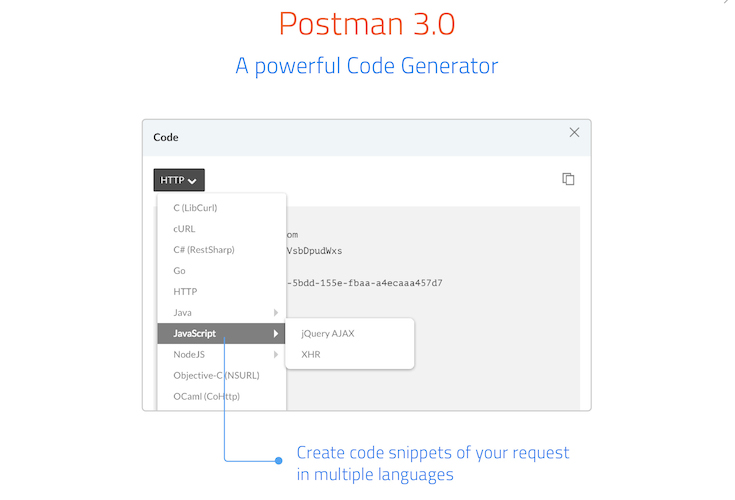 Postman 3.0
A powerful Code Generator
Code
HTTP
C (LibCurl)
cURL
om
C# (RestSharp)
VsbDpudWxs
Go
-5bdd-155e-fbaa-a4ecaaa457d7
HTTP
Java
JavaScript
jQuery AJAX
NodeJS
XHR
Objective-C (NSURL)
OCaml (CoHttp)
Create code snippets of your request
in multiple languages